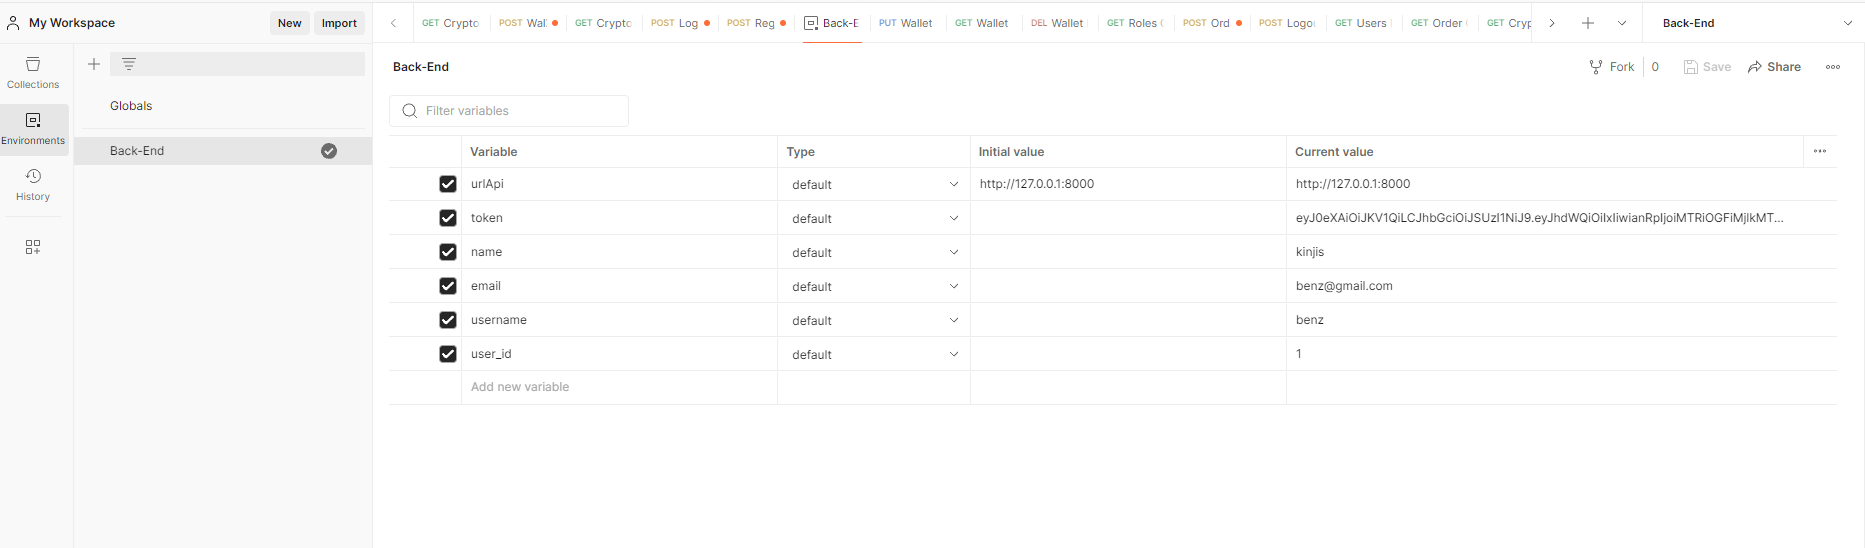 My Workspace New Import GET Crypto POST Wal GET Crypto POST Log POST Reg Back-E PUT Wallet GET Wallet DEL Wallet GET Roles POST Ord POST Logo GET Users GET Order GET Cryp Back-End
Collections
Environments
History
Globals
Back-End
Back-End Fork 0 Save Share
Filter variables
Variable Type Initial value Current value
urlApi default http://127.0.0.1:8000 http://127.0.0.1:8000
token default
name default kinjis
email default benz@gmail.com
username default benz
user_id default 1
Add new variable